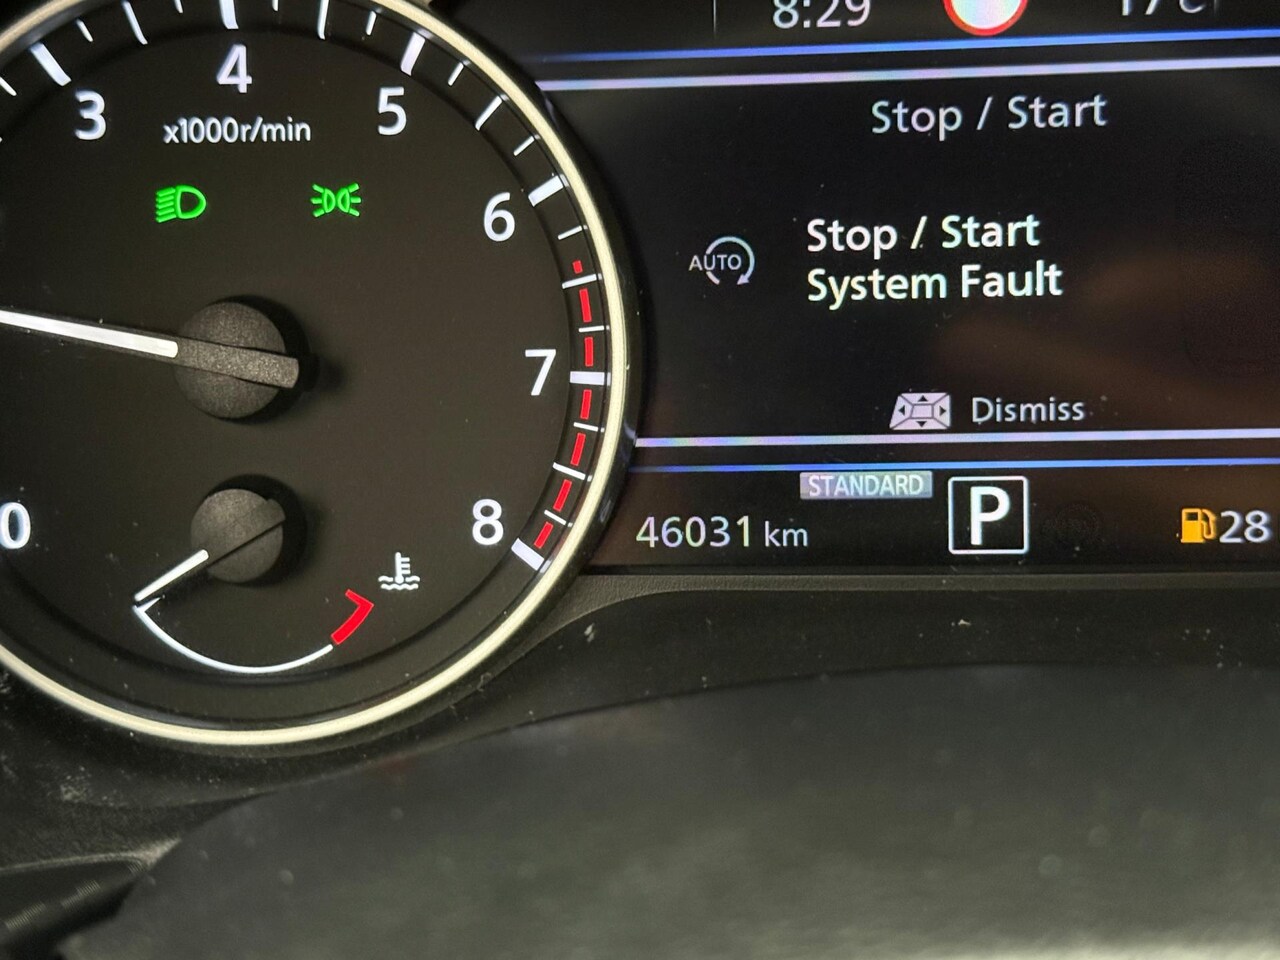 8:29
17°C
4
3
5
x1000r/min
6
7
8
0
Stop / Start
AUTO
Stop / Start
System Fault
Dismiss
STANDARD
46031 km
P
28